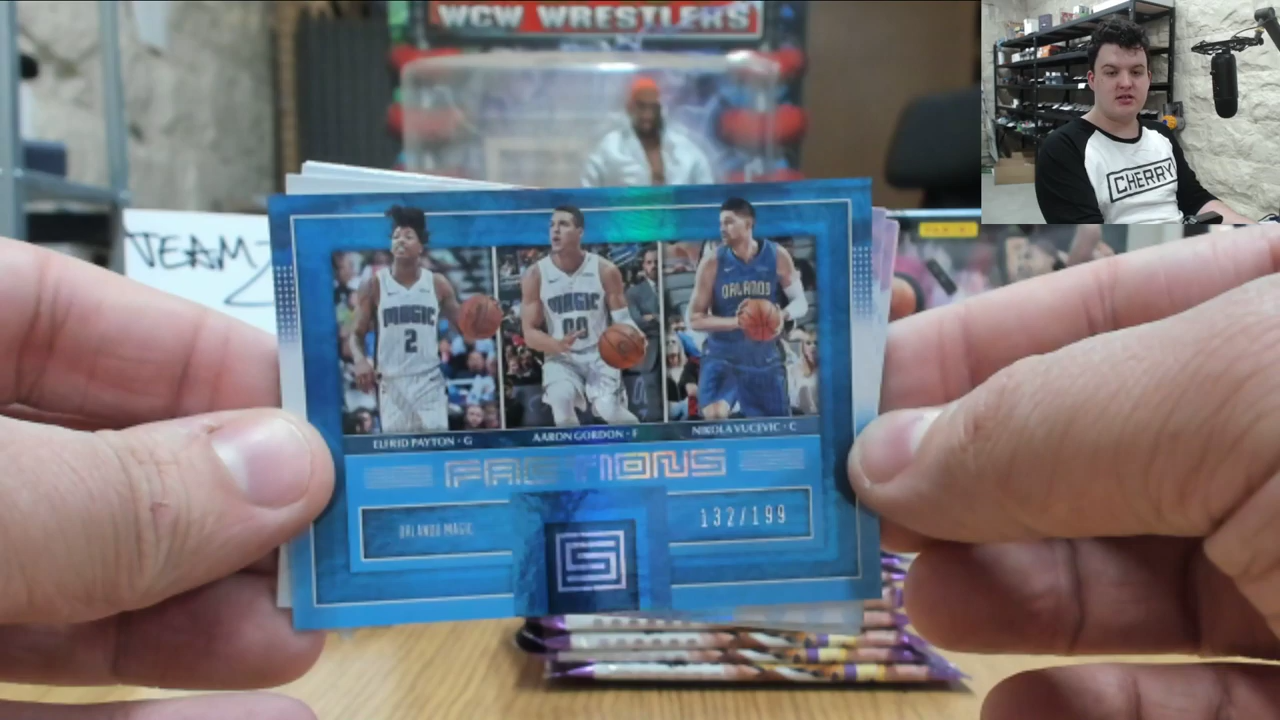 WCW WRESTLERS
CHERRY
TEAM
PANINI
MAGIC
2
MAGIC
00
ORLANDO
ELFRID PAYTON • G
AARON GORDON • F
NIKOLA VUCEVIC • C
FACTIONS
ORLANDO MAGIC
132/199